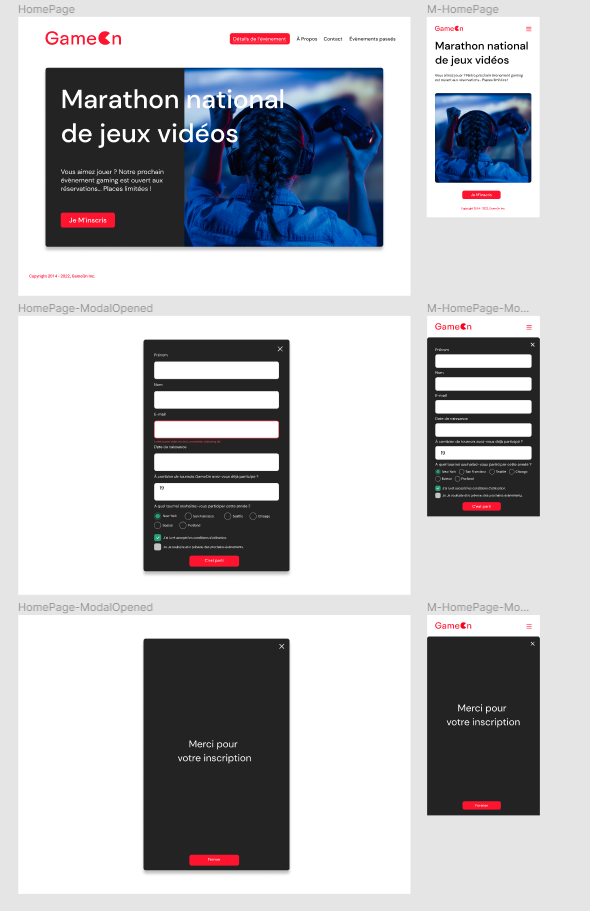 HomePage
M-HomePage
GameOn
Détails de l'évènement
À Propos
Contact
Évènements passés
Marathon national
de jeux vidéos
Vous aimez jouer ? Notre prochain
évènement gaming est ouvert aux
réservations... Places limitées !
Je M'inscris
Copyright 2014 - 2022, GameOn Inc.
GameOn
Marathon national
de jeux vidéos
Vous aimez jouer ? Notre prochain évènement gaming
est ouvert aux réservations... Places limitées !
Je M'inscris
Copyright 2014 - 2022, GameOn Inc.
HomePage-ModalOpened
M-HomePage-Mo...
Prénom
Nom
E-mail
Date de naissance
À combien de tournois GameOn avez-vous déjà participé ?
19
À quel tournoi souhaitez-vous participer cette année ?
New York
San Francisco
Seattle
Chicago
Boston
Portland
J'ai lu et accepté les conditions d'utilisation.
Je souhaite être prévenu des prochains évènements.
C'est parti
GameOn
Prénom
Nom
E-mail
Date de naissance
À combien de tournois avez-vous déjà participé ?
19
À quel tournoi souhaitez-vous participer cette année ?
New York
San Francisco
Seattle
Chicago
Boston
Portland
J'ai lu et accepté les conditions d'utilisation.
Je souhaite être prévenu des prochains évènements.
C'est parti
HomePage-ModalOpened
M-HomePage-Mo...
Merci pour
votre inscription
Fermer
GameOn
Merci pour
votre inscription
Fermer